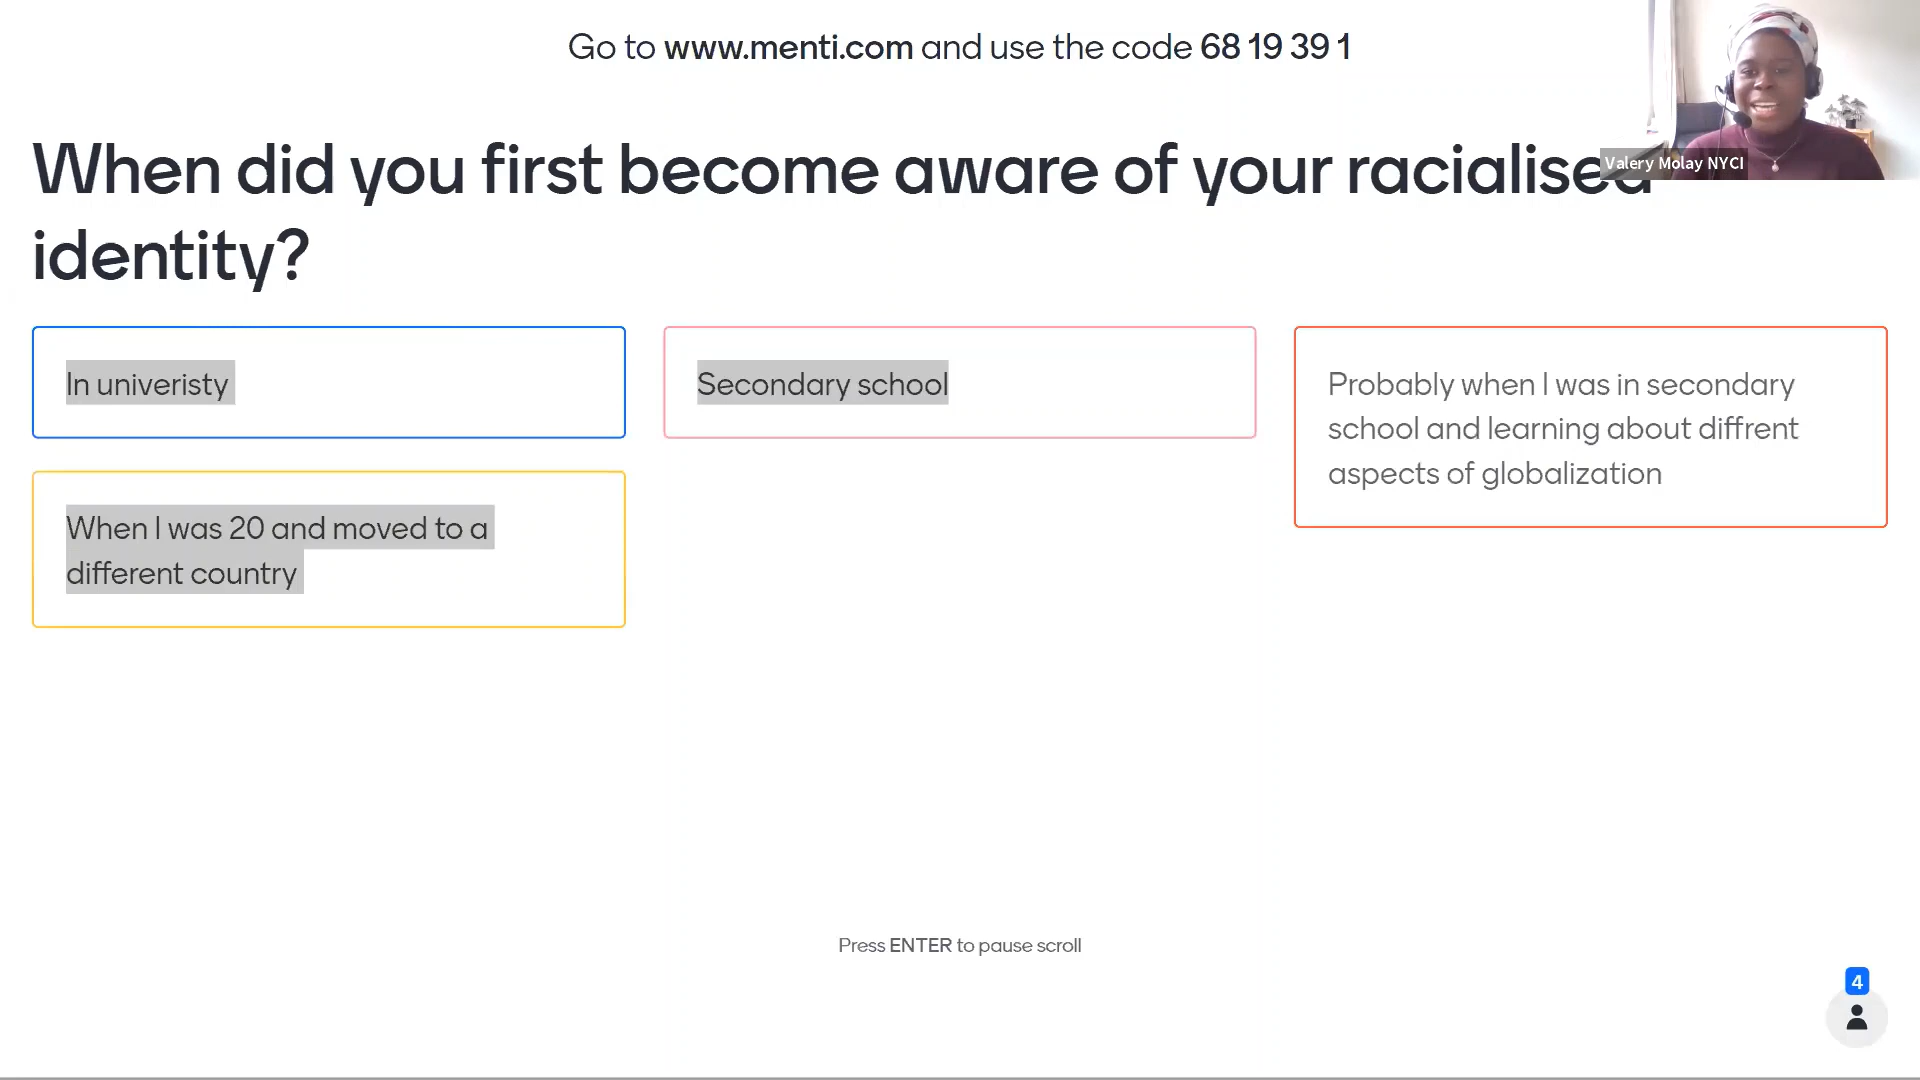 Go to www.menti.com and use the code 68 19 39 1
When did you first become aware of your racialised
identity?
Valery Molay NYCI
In univeristy
Secondary school
Probably when I was in secondary
school and learning about diffrent
aspects of globalization
When I was 20 and moved to a
different country
Press ENTER to pause scroll
4